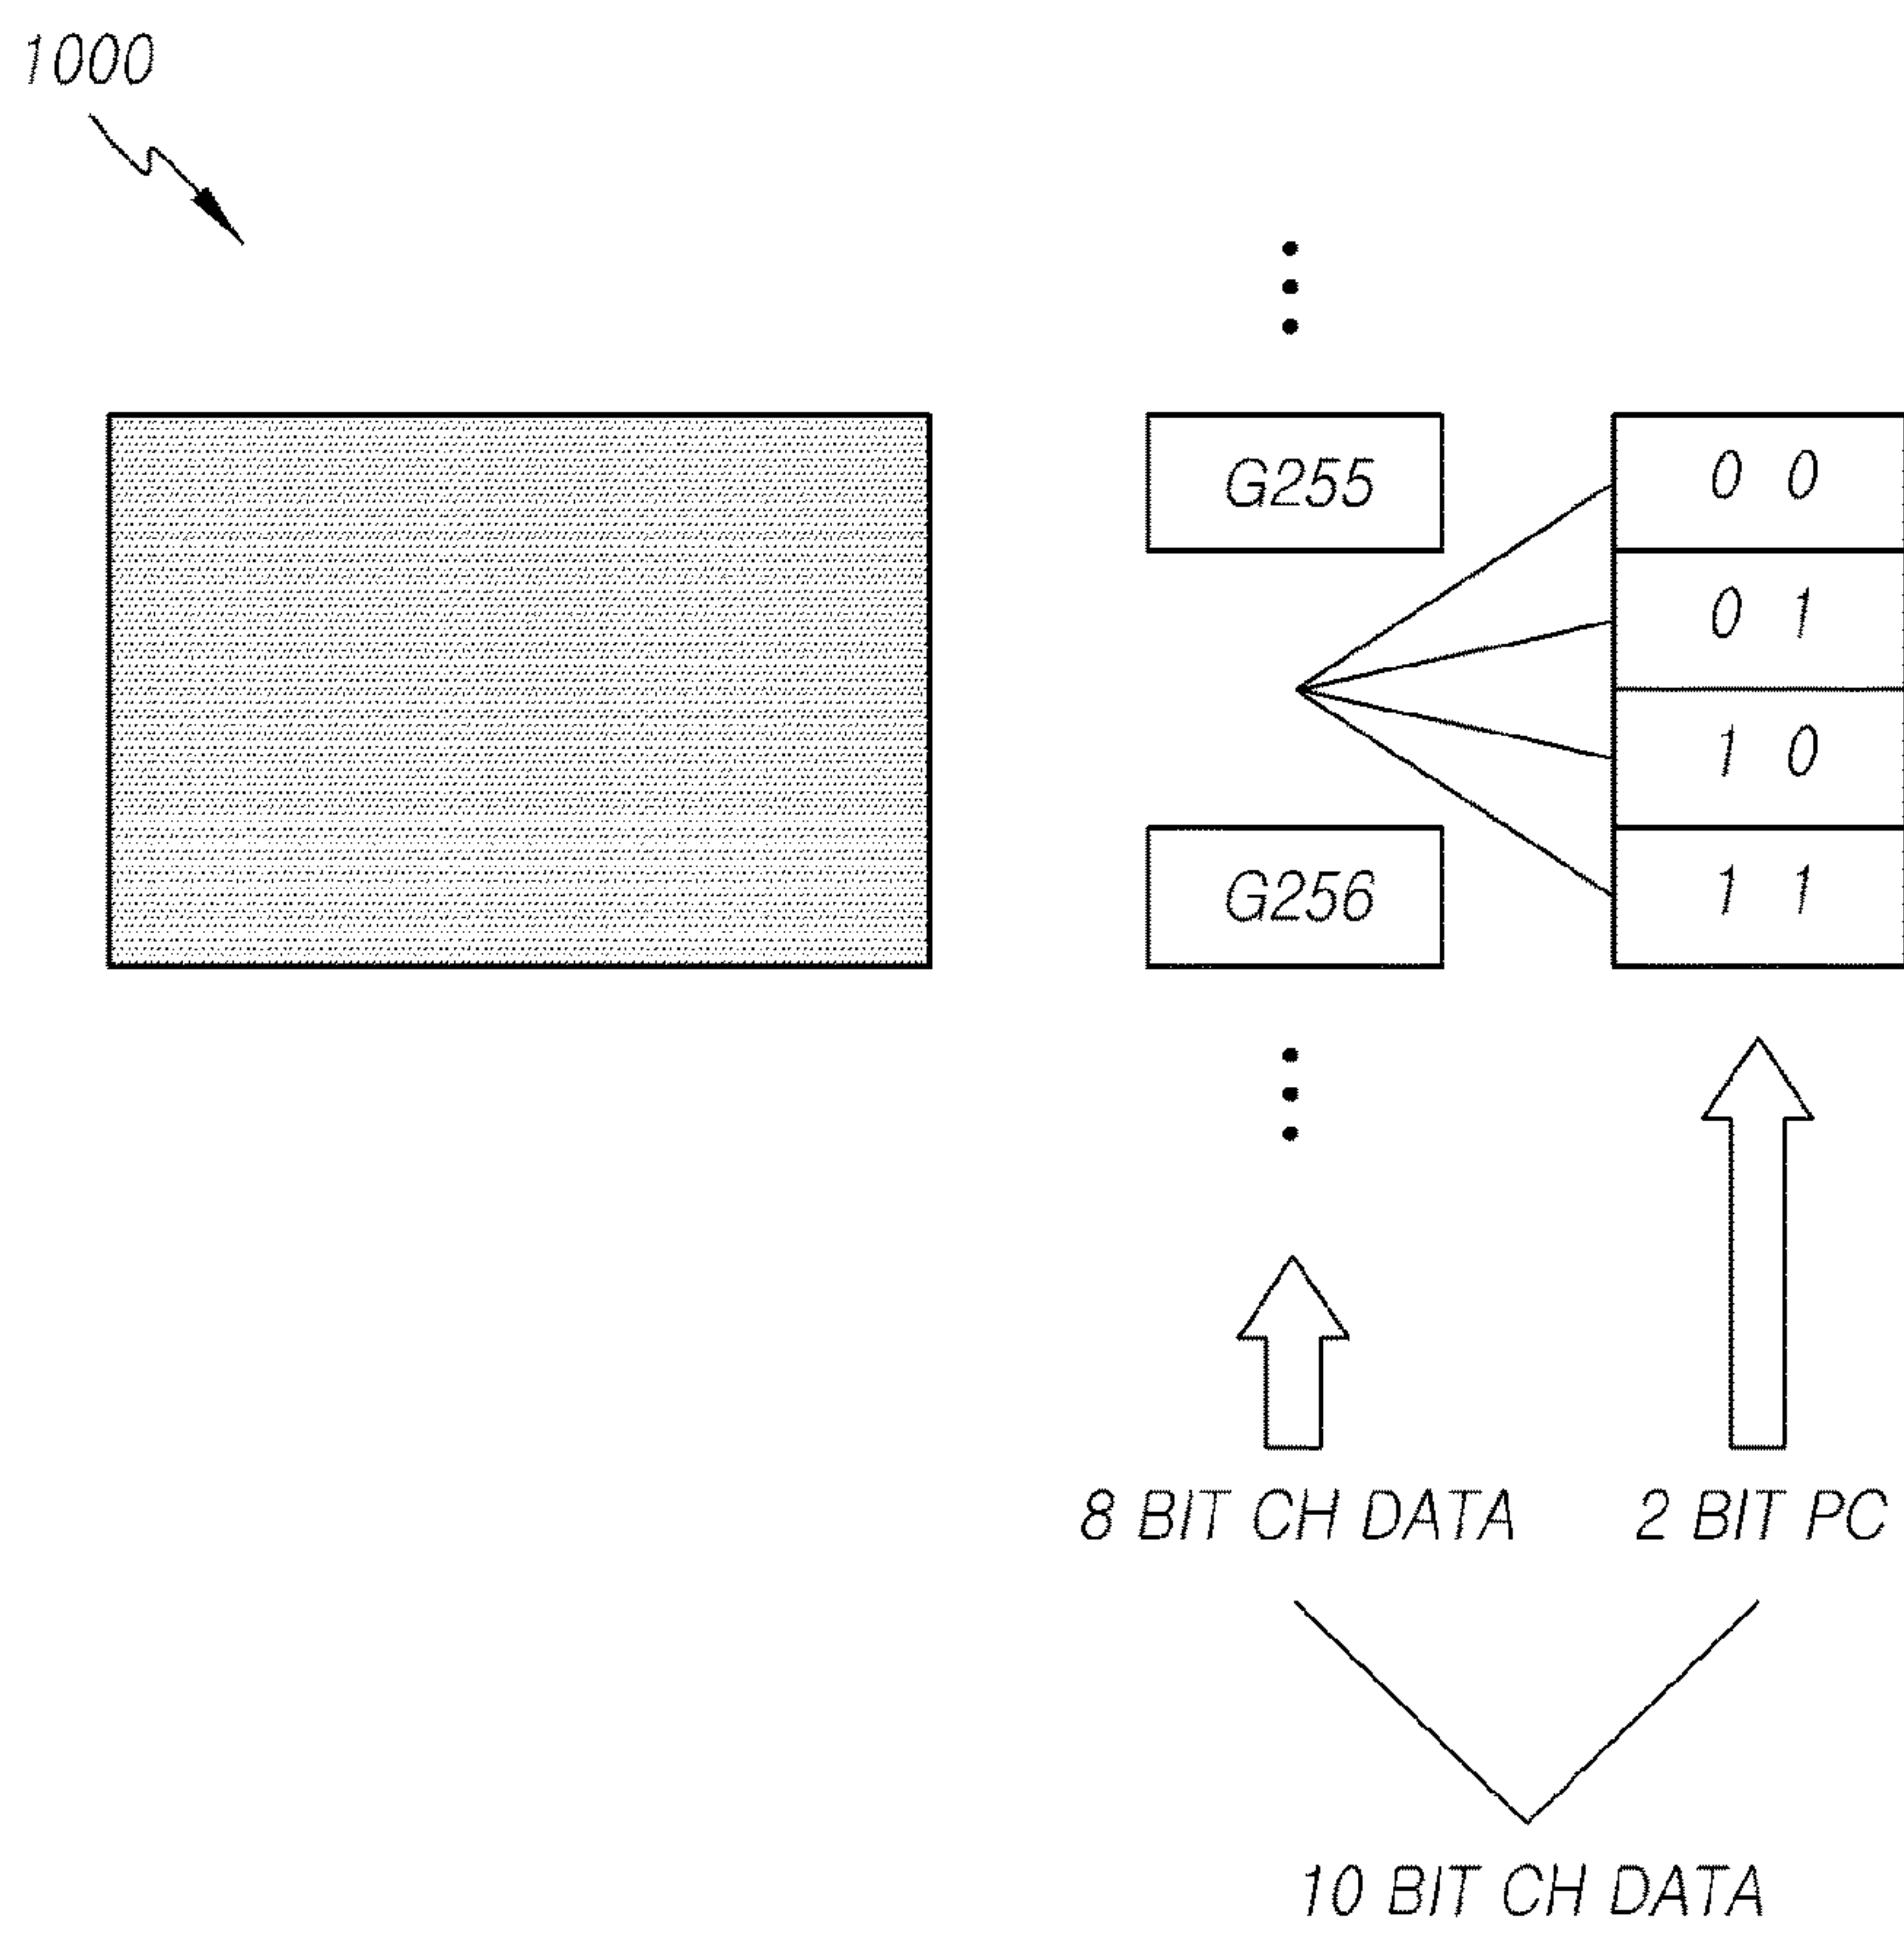 1000
G255
0 0
0 1
1 0
G256
1 1
8 BIT CH DATA
2 BIT PC
10 BIT CH DATA